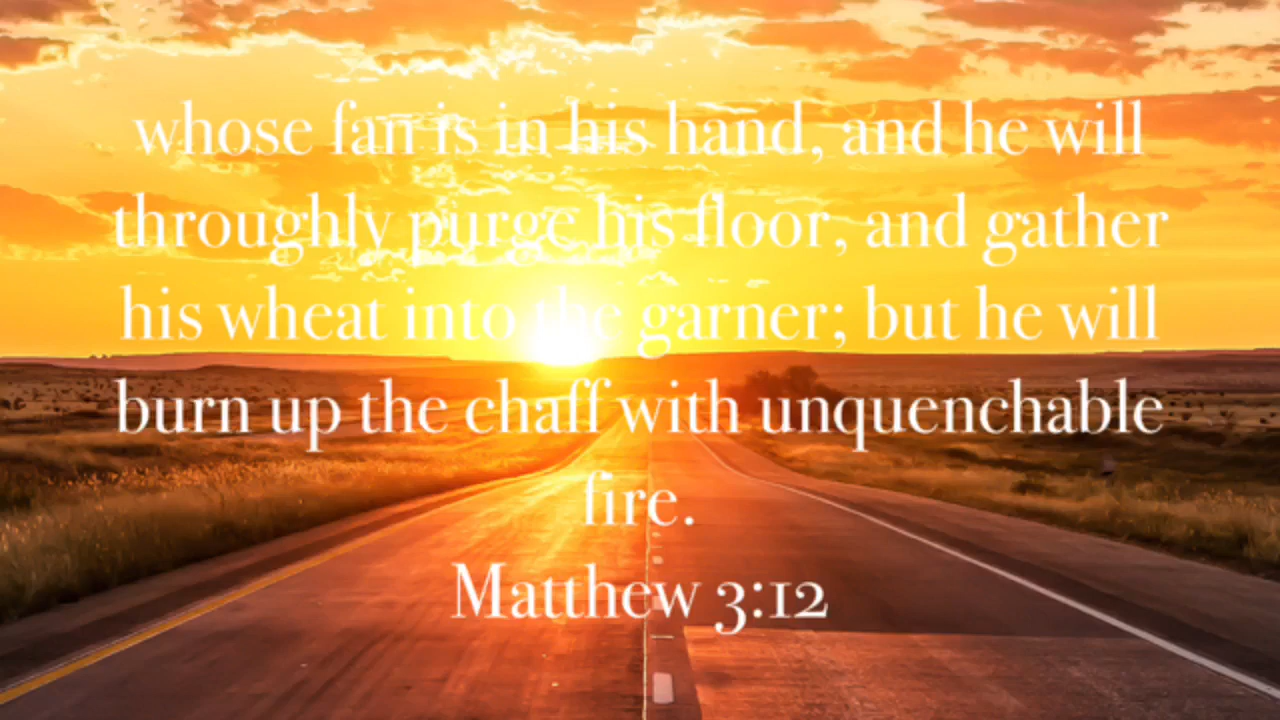 whose fan is in his hand, and he will
throughly purge his floor, and gather
his wheat into the garner; but he will
burn up the chaff with unquenchable
fire.
Matthew 3:12